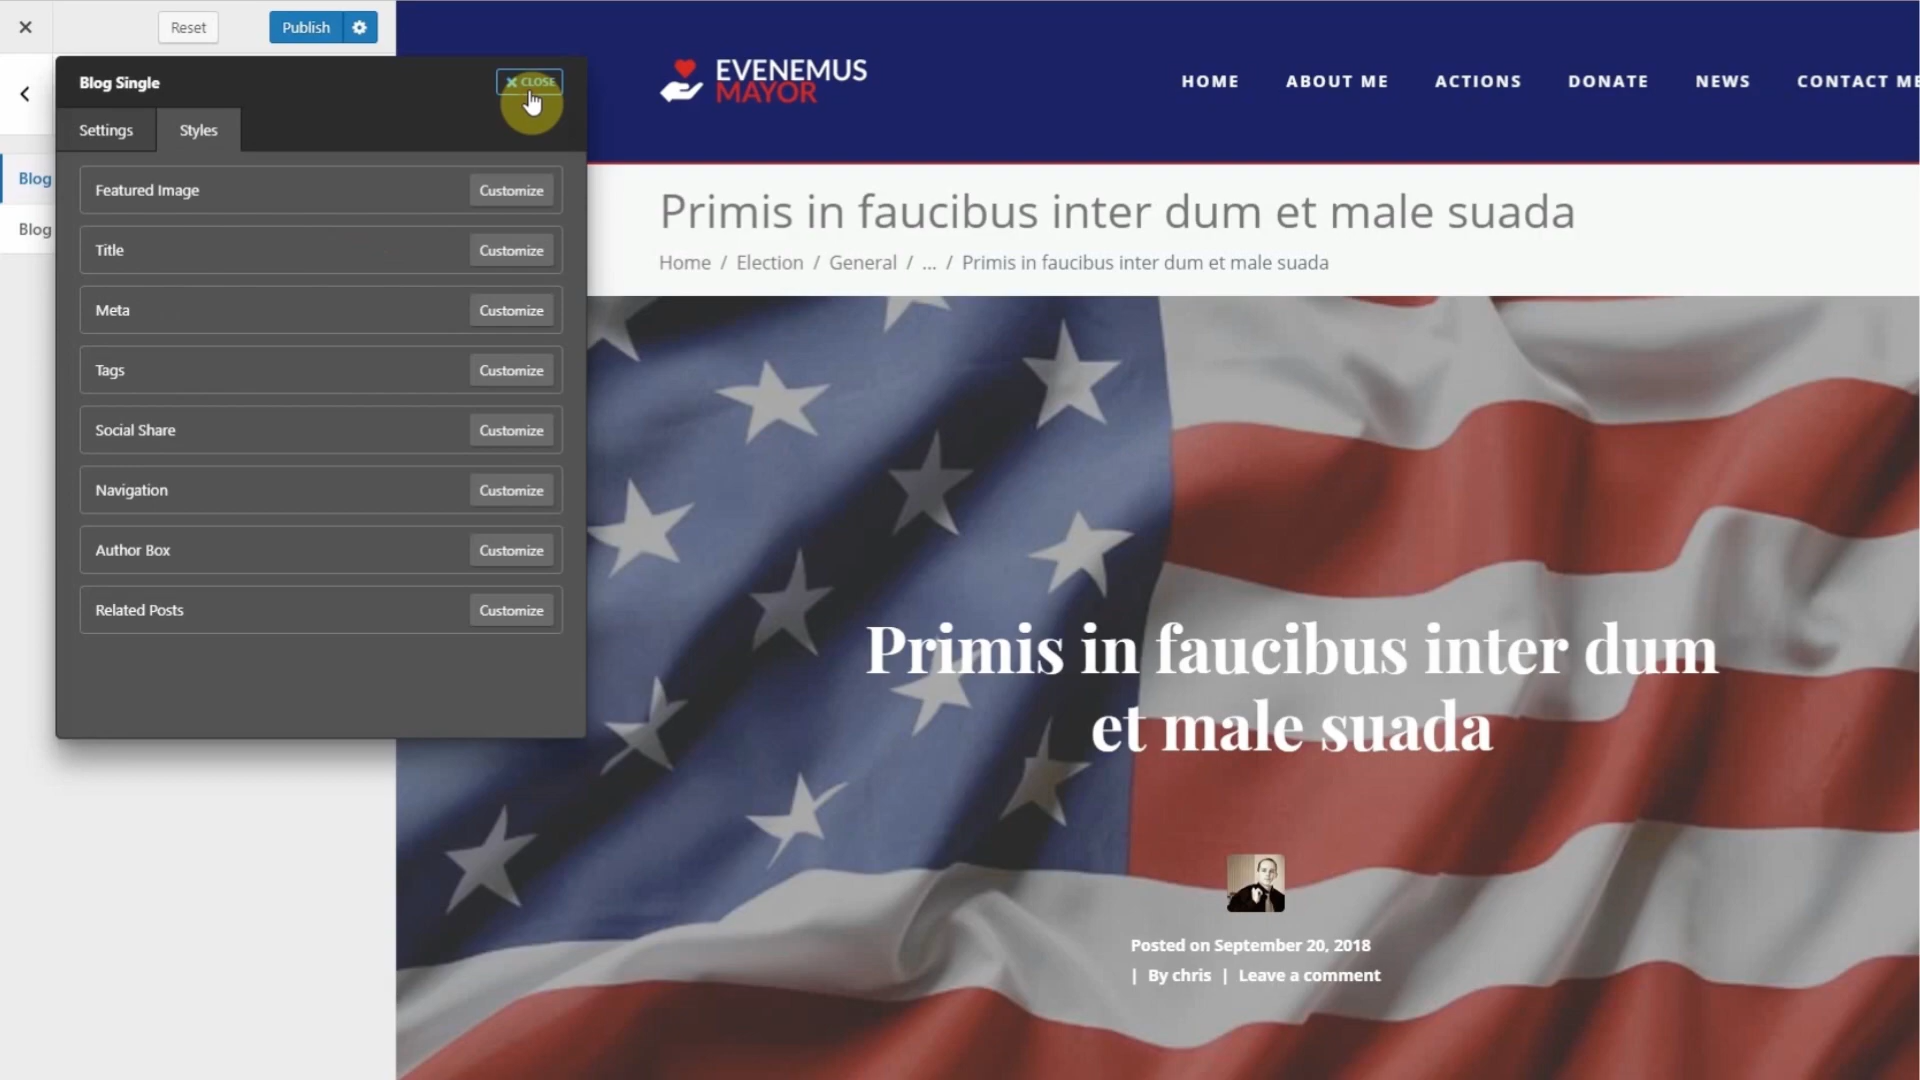 Reset
Publish
Blog Single
CLOSE
Settings
Styles
Blog
Blog
Featured Image
Customize
Title
Customize
Meta
Customize
Tags
Customize
Social Share
Customize
Navigation
Customize
Author Box
Customize
Related Posts
Customize
EVENEMUS
MAYOR
HOME
ABOUT ME
ACTIONS
DONATE
NEWS
CONTACT ME
Primis in faucibus inter dum et male suada
Home / Election / General / ... / Primis in faucibus inter dum et male suada
Primis in faucibus inter dum
et male suada
Posted on September 20, 2018
| By chris | Leave a comment